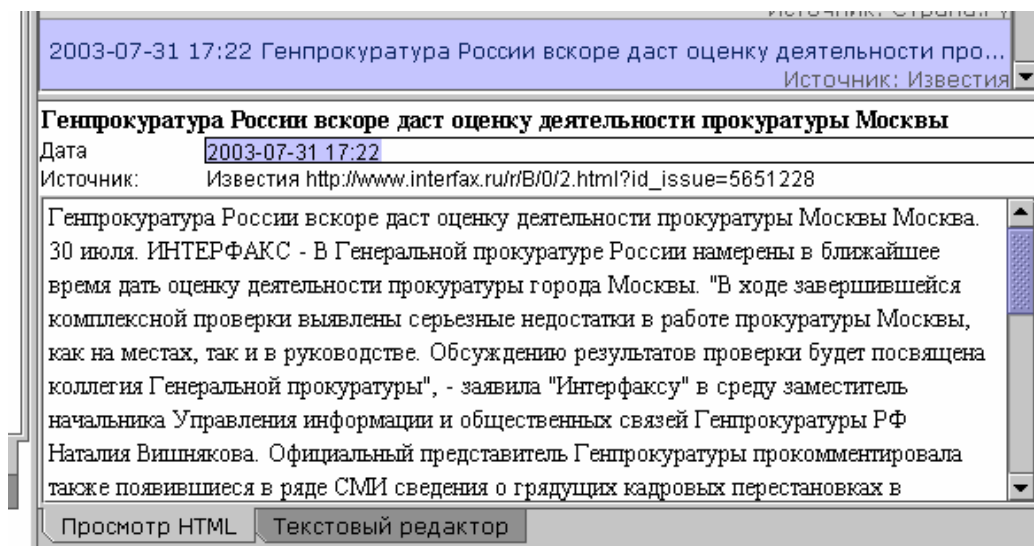 Источник: Страна.Ру
2003-07-31 17:22 Генпрокуратура России вскоре даст оценку деятельности про...
Источник: Известия
Генпрокуратура России вскоре даст оценку деятельности прокуратуры Москвы
Дата 2003-07-31 17:22
Источник: Известия http://www.interfax.ru/r/B/0/2.html?id_issue=5651228
Генпрокуратура России вскоре даст оценку деятельности прокуратуры Москвы Москва.
30 июля. ИНТЕРФАКС - В Генеральной прокуратуре России намерены в ближайшее
время дать оценку деятельности прокуратуры города Москвы. "В ходе завершившейся
комплексной проверки выявлены серьезные недостатки в работе прокуратуры Москвы,
как на местах, так и в руководстве. Обсуждению результатов проверки будет посвящена
коллегия Генеральной прокуратуры", - заявила "Интерфаксу" в среду заместитель
начальника Управления информации и общественных связей Генпрокуратуры РФ
Наталия Вишнякова. Официальный представитель Генпрокуратуры прокомментировала
также появившиеся в ряде СМИ сведения о грядущих кадровых перестановках в
Просмотр HTML Текстовый редактор